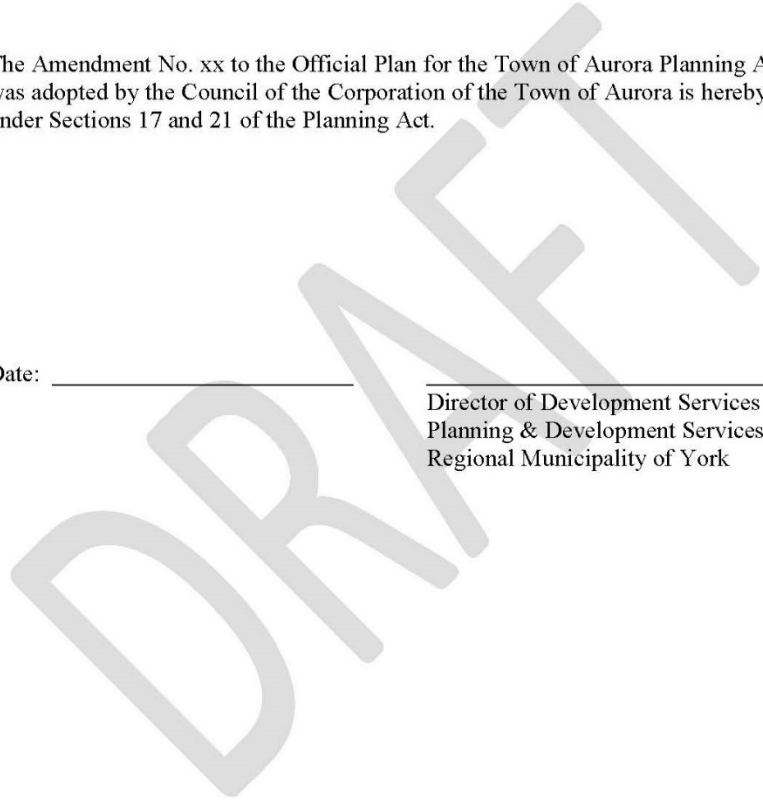 he Amendment No. xx to the Official Plan for the Town of Aurora Planning A
was adopted by the Council of the Corporation of the Town of Aurora is hereby
nder Sections 17 and 21 of the Planning Act.
Date:
Director of Development Services
Planning & Development Services
Regional Municipality of York
DRAFT